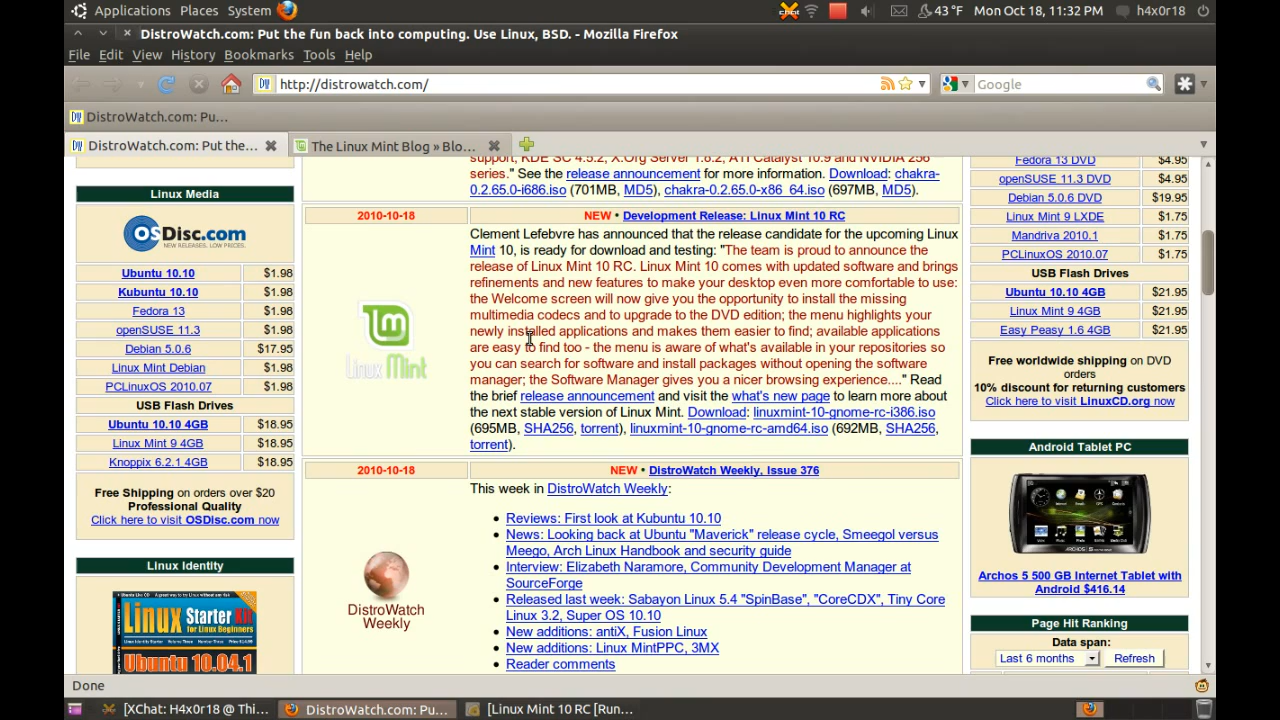 Applications Places System
43 °F Mon Oct 18, 11:32 PM h4x0r18
DistroWatch.com: Put the fun back into computing. Use Linux, BSD. - Mozilla Firefox
File Edit View History Bookmarks Tools Help
http://distrowatch.com/
Google
DistroWatch.com: Pu...
DistroWatch.com: Put the...
The Linux Mint Blog » Blo...
Linux Media
OSDisc.com
NEW RELEASES. LOW PRICES.
Ubuntu 10.10 $1.98
Kubuntu 10.10 $1.98
Fedora 13 $1.98
openSUSE 11.3 $1.98
Debian 5.0.6 $17.95
Linux Mint Debian $1.98
PCLinuxOS 2010.07 $1.98
USB Flash Drives
Ubuntu 10.10 4GB $18.95
Linux Mint 9 4GB $18.95
Knoppix 6.2.1 4GB $18.95
Free Shipping on orders over $20
Professional Quality
Click here to visit OSDisc.com now
Linux Identity
Linux
Starter Kit
for Linux Beginners
Ubuntu 10.04.1
support, KDE SC 4.5.2, X.Org Server 1.8.2, ATI Catalyst 10.9 and NVIDIA 256
series." See the release announcement for more information. Download: chakra-
0.2.65.0-i686.iso (701MB, MD5), chakra-0.2.65.0-x86_64.iso (697MB, MD5).
2010-10-18
NEW • Development Release: Linux Mint 10 RC
Linux Mint
Clement Lefebvre has announced that the release candidate for the upcoming Linux
Mint 10, is ready for download and testing: "The team is proud to announce the
release of Linux Mint 10 RC. Linux Mint 10 comes with updated software and brings
refinements and new features to make your desktop even more comfortable to use:
the Welcome screen will now give you the opportunity to install the missing
multimedia codecs and to upgrade to the DVD edition; the menu highlights your
newly installed applications and makes them easier to find; available applications
are easy to find too - the menu is aware of what's available in your repositories so
you can search for software and install packages without opening the software
manager; the Software Manager gives you a nicer browsing experience...." Read
the brief release announcement and visit the what's new page to learn more about
the next stable version of Linux Mint. Download: linuxmint-10-gnome-rc-i386.iso
(695MB, SHA256, torrent), linuxmint-10-gnome-rc-amd64.iso (692MB, SHA256,
torrent).
2010-10-18
NEW • DistroWatch Weekly, Issue 376
DistroWatch
Weekly
This week in DistroWatch Weekly:
• Reviews: First look at Kubuntu 10.10
• News: Looking back at Ubuntu "Maverick" release cycle, Smeegol versus
Meego, Arch Linux Handbook and security guide
• Interview: Elizabeth Naramore, Community Development Manager at
SourceForge
• Released last week: Sabayon Linux 5.4 "SpinBase", "CoreCDX", Tiny Core
Linux 3.2, Super OS 10.10
• New additions: antiX, Fusion Linux
• New additions: Linux MintPPC, 3MX
• Reader comments
Fedora 13 DVD $4.95
openSUSE 11.3 DVD $4.95
Debian 5.0.6 DVD $19.95
Linux Mint 9 LXDE $1.75
Mandriva 2010.1 $1.75
PCLinuxOS 2010.07 $1.75
USB Flash Drives
Ubuntu 10.10 4GB $21.95
Linux Mint 9 4GB $21.95
Easy Peasy 1.6 4GB $21.95
Free worldwide shipping on DVD
orders
10% discount for returning customers
Click here to visit LinuxCD.org now
Android Tablet PC
Archos 5 500 GB Internet Tablet with
Android $416.14
Page Hit Ranking
Data span:
Last 6 months Refresh
Done
[XChat: H4x0r18 @ Thi...
DistroWatch.com: Pu...
[Linux Mint 10 RC [Run...